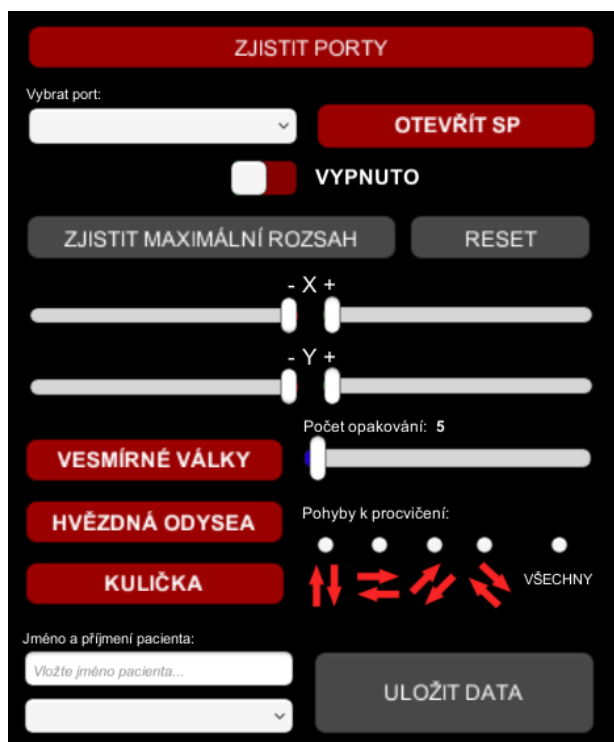 ZJISTIT PORTY
Vybrat port:
OTEVŘÍT SP
VYPNUTO
ZJISTIT MAXIMÁLNÍ ROZSAH
RESET
- X +
- Y +
Počet opakování: 5
VESMÍRNÉ VÁLKY
HVĚZDNÁ ODYSEA
Pohyby k procvičení:
KULIČKA
VŠECHNY
Jméno a příjmení pacienta:
Vložte jméno pacienta...
ULOŽIT DATA